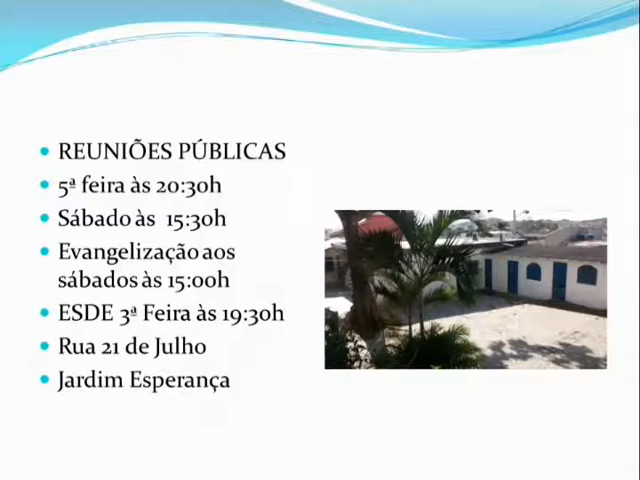 REUNIÕES PÚBLICAS
5ª feira às 20:30h
Sábado às 15:30h
Evangelização aos
sábados às 15:00h
ESDE 3ª Feira às 19:30h
Rua 21 de Julho
Jardim Esperança